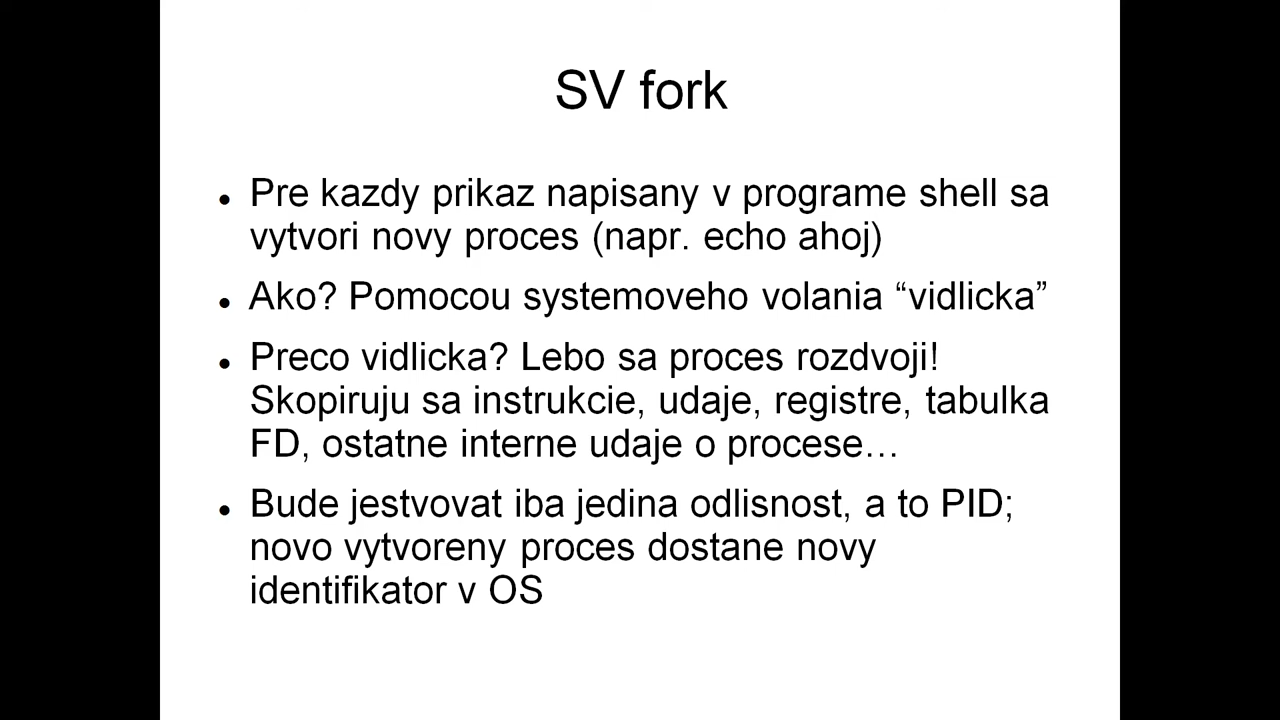 SV fork
• Pre kazdy prikaz napisany v programe shell sa
vytvori novy proces (napr. echo ahoj)
• Ako? Pomocou systemoveho volania “vidlicka”
• Preco vidlicka? Lebo sa proces rozdvoji!
Skopiruju sa instrukcie, udaje, registre, tabulka
FD, ostatne interne udaje o procese…
• Bude jestvovat iba jedina odlisnost, a to PID;
novo vytvoreny proces dostane novy
identifikator v OS